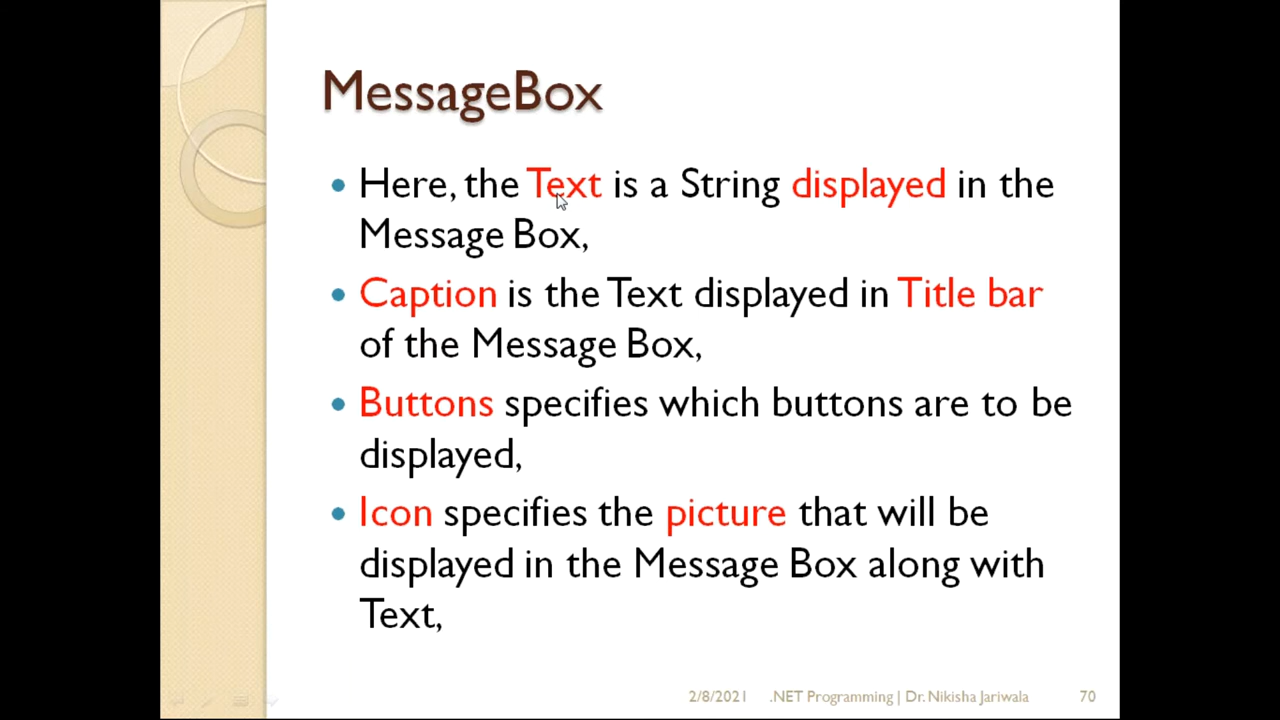 MessageBox
• Here, the Text is a String displayed in the
Message Box,
• Caption is the Text displayed in Title bar
of the Message Box,
• Buttons specifies which buttons are to be
displayed,
• Icon specifies the picture that will be
displayed in the Message Box along with
Text,
2/8/2021 .NET Programming | Dr. Nikisha Jariwala 70